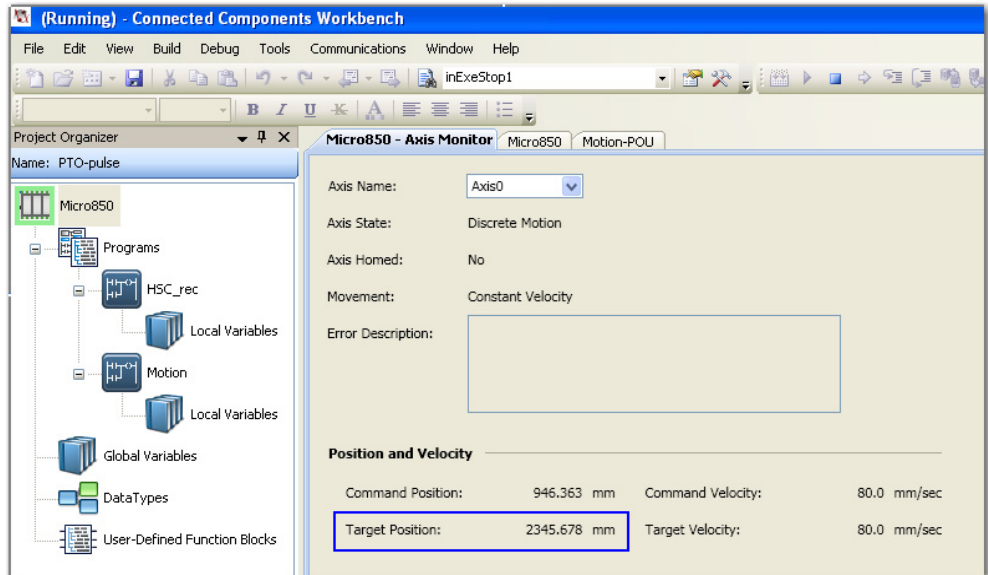 (Running) - Connected Components Workbench
File Edit View Build Debug Tools Communications Window Help
inExeStop1
B I U K A
Project Organizer
Name: PTO-pulse
Micro850
Programs
HSC_rec
Local Variables
Motion
Local Variables
Global Variables
DataTypes
User-Defined Function Blocks
Micro850 - Axis Monitor Micro850 Motion-POU
Axis Name: Axis0
Axis State: Discrete Motion
Axis Homed: No
Movement: Constant Velocity
Error Description:
Position and Velocity
Command Position: 946.363 mm Command Velocity: 80.0 mm/sec
Target Position: 2345.678 mm Target Velocity: 80.0 mm/sec